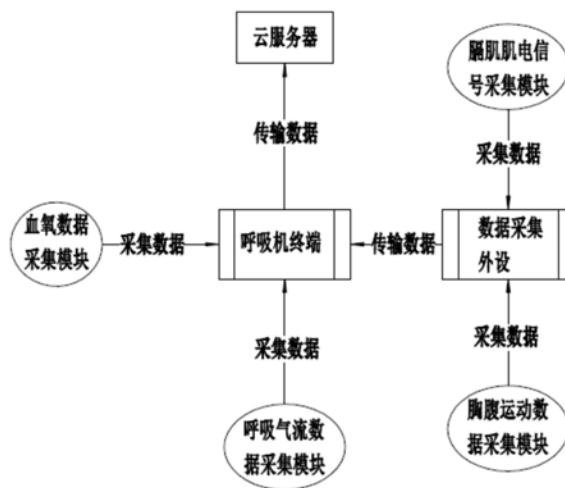 云服务器
隔肌肌电信
号采集模块
传输数据
采集数据
血氧数据
采集模块
采集数据
呼吸机终端
传输数据
数据采集
外设
采集数据
采集数据
呼吸气流数
据采集模块
胸腹运动数
据采集模块